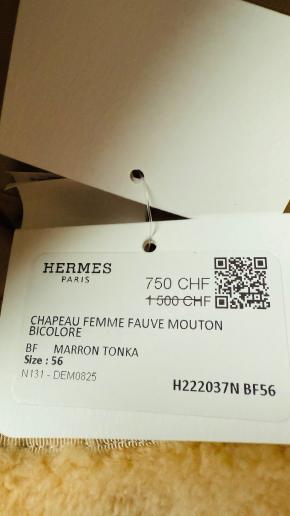 HERMES
PARIS
750 CHF
1 500 CHF
CHAPEAU FEMME FAUVE MOUTON
BICOLORE
BF MARRON TONKA
Size : 56
N131 - DEM0825
H222037N BF56